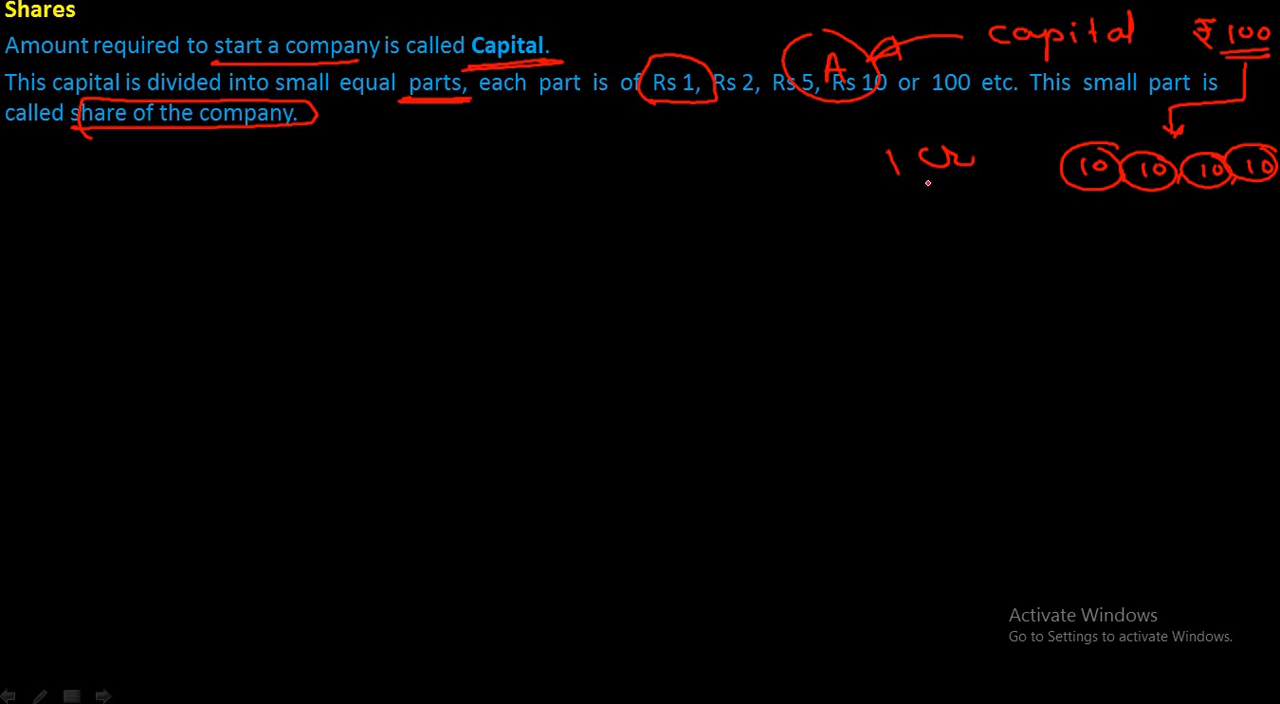 Shares
Amount required to start a company is called Capital.
capital ₹ 100
This capital is divided into small equal parts, each part is of Rs 1, Rs 2, Rs 5, Rs 10 or 100 etc. This small part is
A
called share of the company.
1 cr
10 10, 10, 10
Activate Windows
Go to Settings to activate Windows.